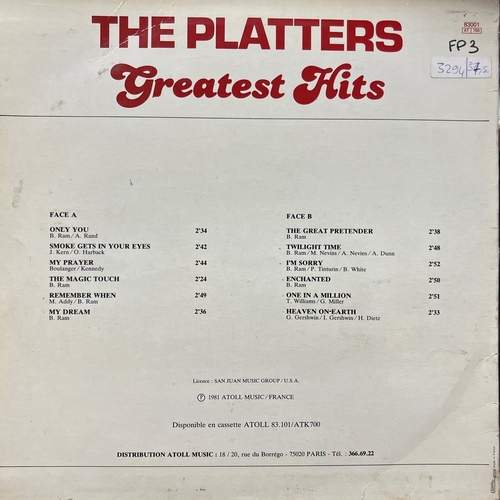 THE PLATTERS
Greatest Hits
83001
FP3
FACE A
ONLY YOU 2'34
B. Ram/A. Rand
SMOKE GETS IN YOUR EYES 2'42
J. Kern/O. Harback
MY PRAYER 2'44
Boulanger/Kennedy
THE MAGIC TOUCH 2'24
B. Ram
REMEMBER WHEN 2'49
M. Addy/B. Ram
MY DREAM 2'36
B. Ram
FACE B
THE GREAT PRETENDER 2'38
B. Ram
TWILIGHT TIME 2'48
B. Ram/M. Nevins/A. Nevins/A. Dunn
I'M SORRY 2'52
B. Ram/P. Tinturin/B. White
ENCHANTED 2'50
B. Ram
ONE IN A MILLION 2'51
T. Williams/G. Miller
HEAVEN ON-EARTH 2'33
G. Gershwin/I. Gershwin/H. Dietz
Licence : SAN JUAN MUSIC GROUP/U.S.A.
Ⓟ 1981 ATOLL MUSIC/FRANCE
Disponible en cassette ATOLL 83.101/ATK700
DISTRIBUTION ATOLL MUSIC : 18 / 20, rue du Borrégo - 75020 PARIS - Tél. : 366.69.22